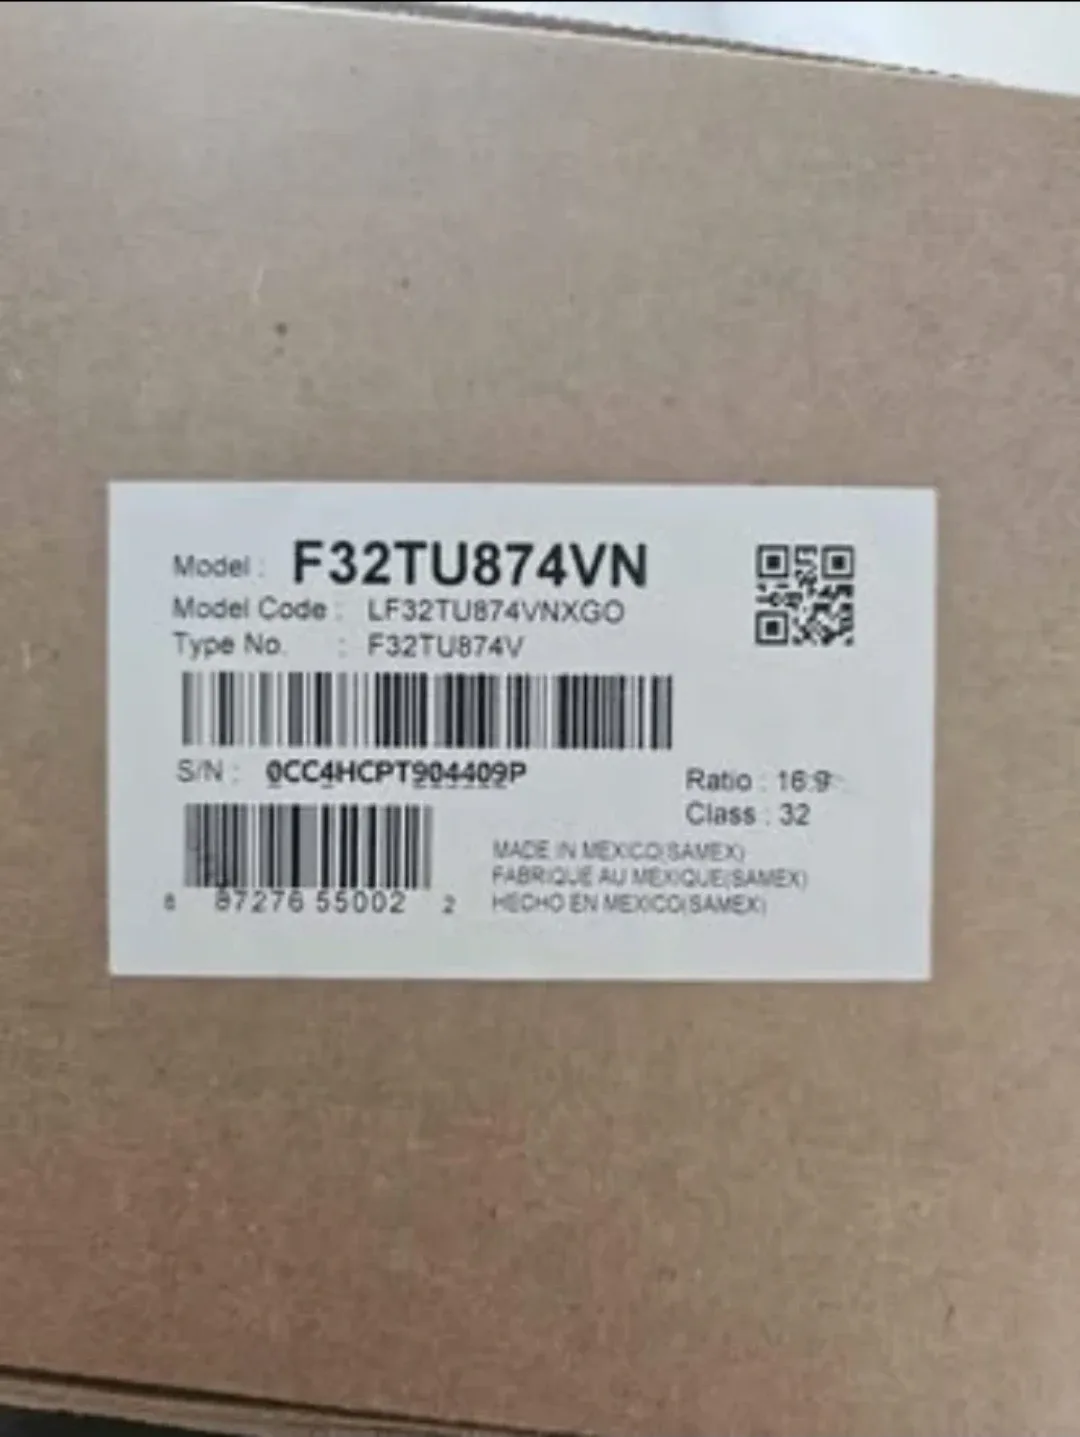 Model : F32TU874VN
Model Code : LF32TU874VNXGO
Type No. : F32TU874V
S/N : 0CC4HCPT904409P
Ratio : 16:9
Class : 32
8 87276 55002 2
MADE IN MEXICO(SAMEX)
FABRIQUE AU MEXIQUE(SAMEX)
HECHO EN MEXICO(SAMEX)